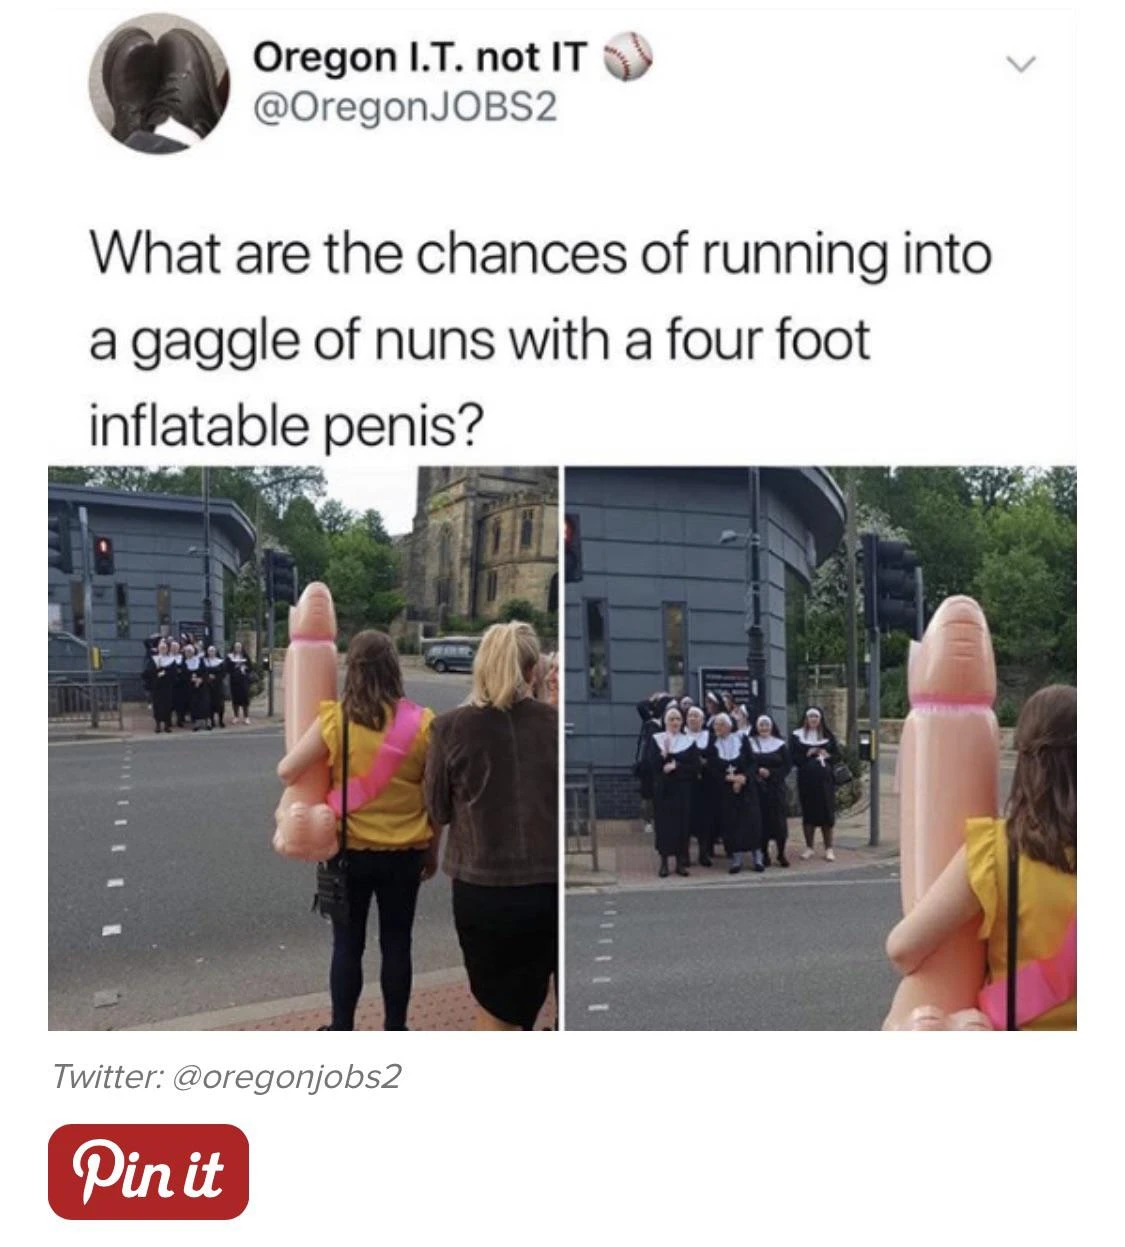 Oregon I.T. not IT
@OregonJOBS2
What are the chances of running into
a gaggle of nuns with a four foot
inflatable penis?
Twitter: @oregonjobs2
Pin it